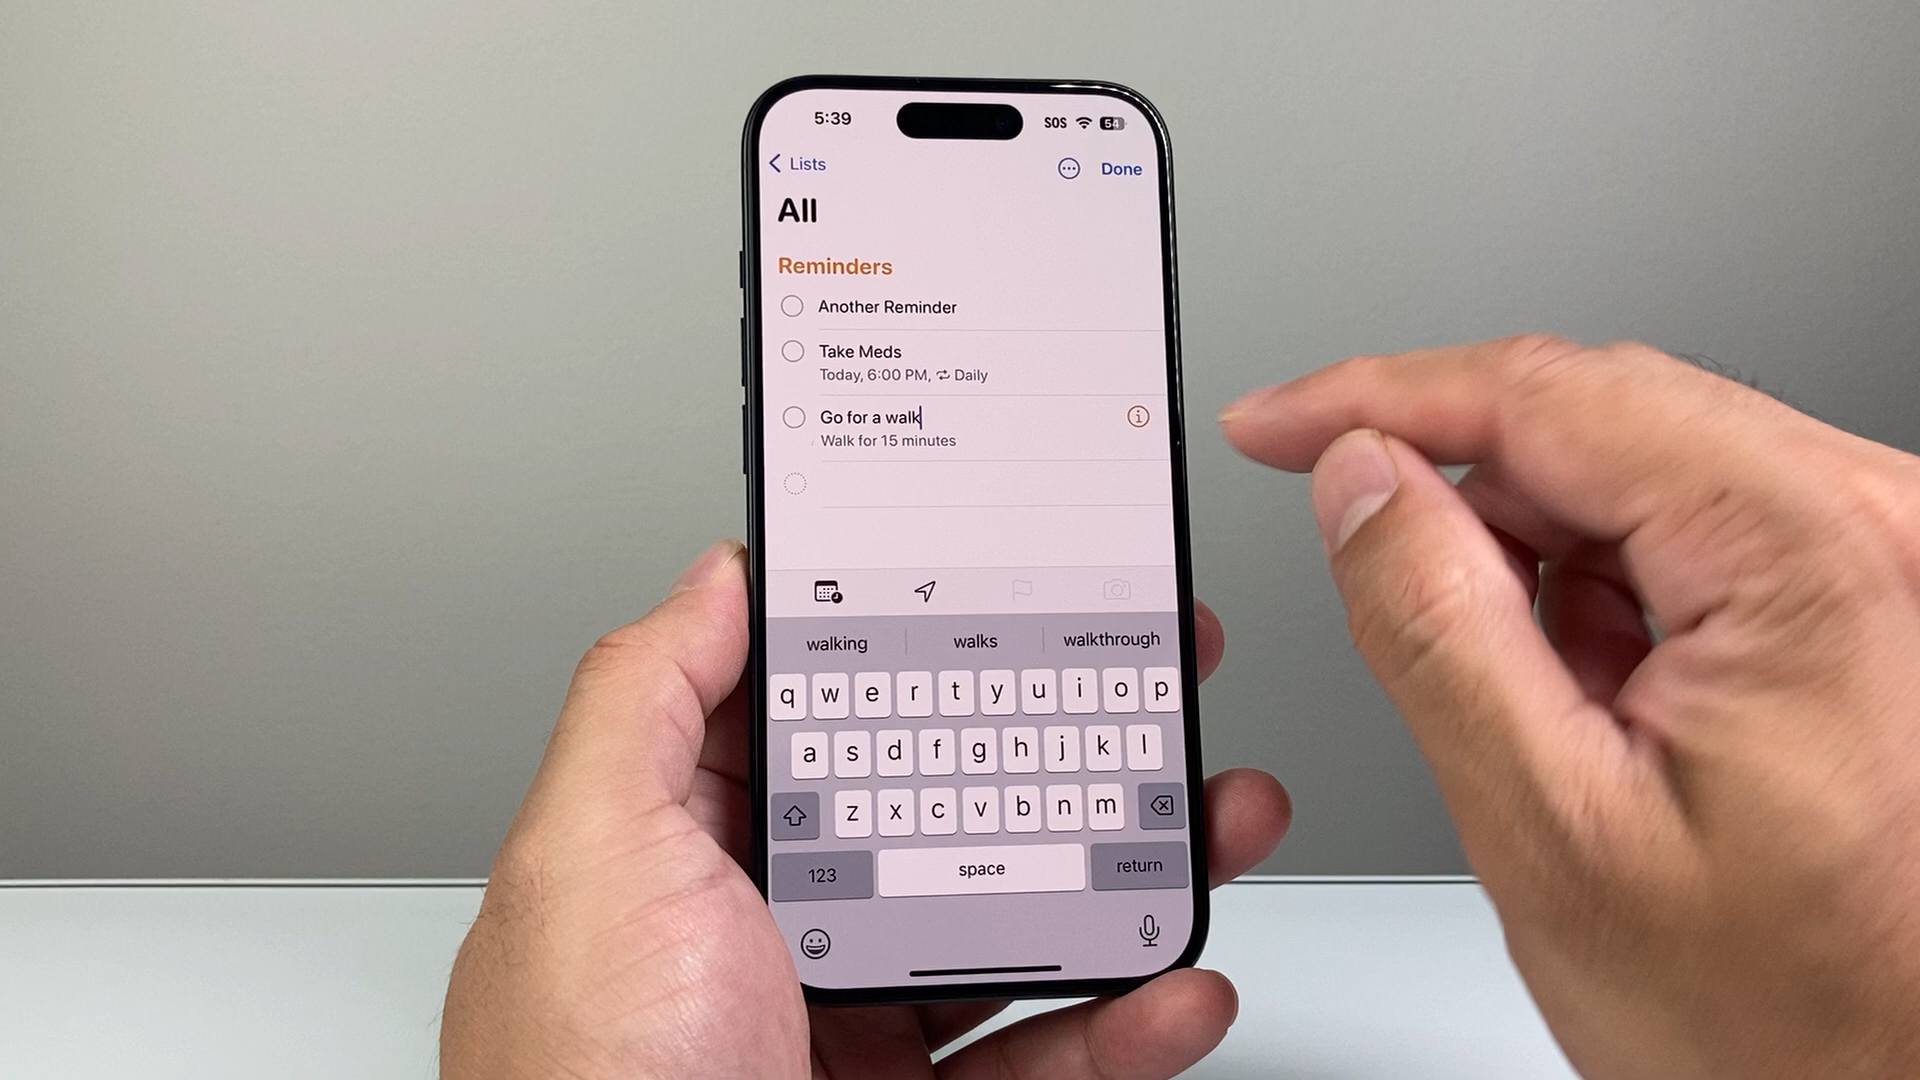 5:39 SOS 54
Lists Done
All
Reminders
Another Reminder
Take Meds
Today, 6:00 PM, Daily
Go for a walk
Walk for 15 minutes
walking walks walkthrough
q w e r t y u i o p
a s d f g h j k l
z x c v b n m
123 space return